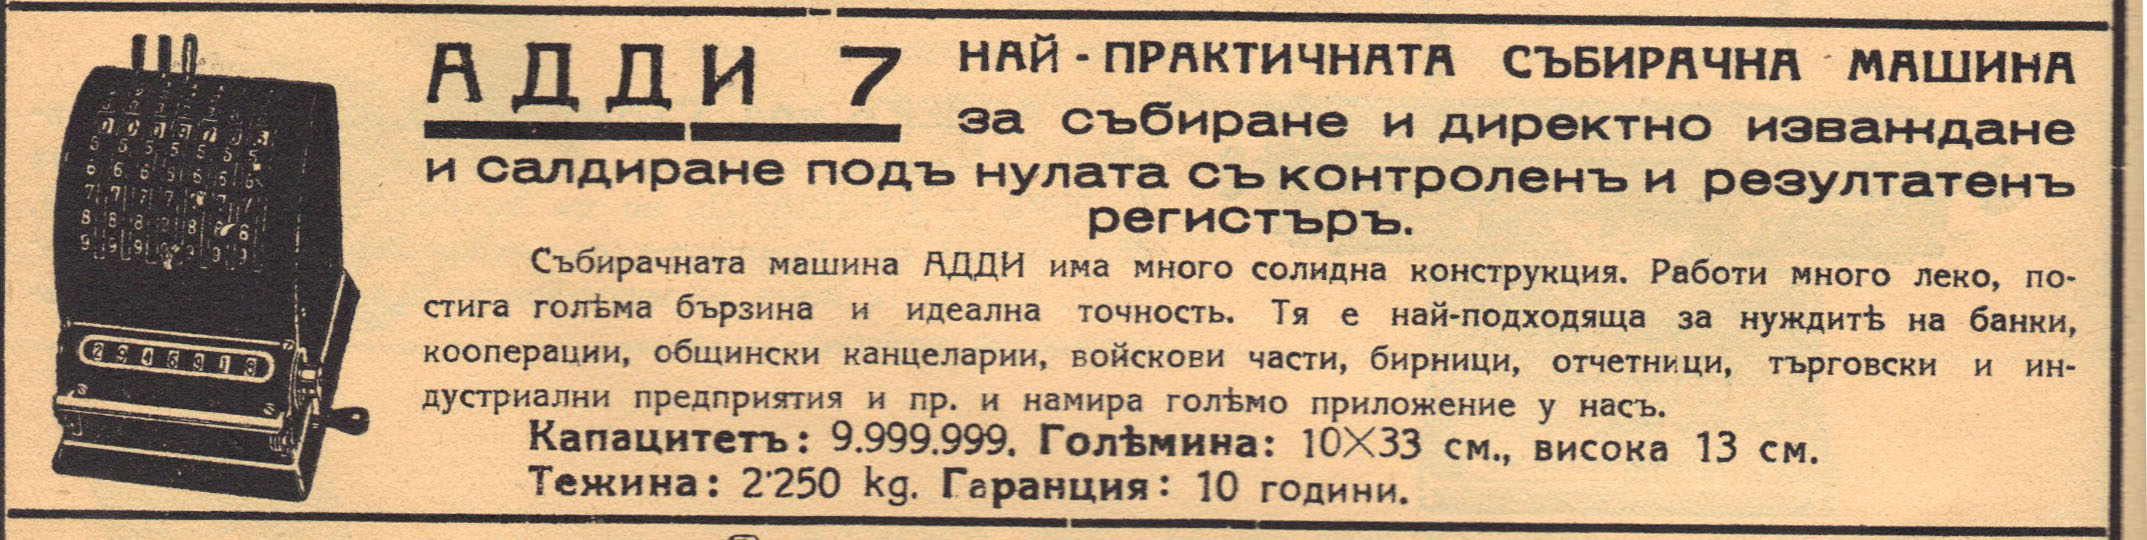 АДДИ 7
НАЙ-ПРАКТИЧНАТА СЪБИРАЧНА МАШИНА
за събиране и директно изваждане
и салдиране подъ нулата съ контроленъ и резултатенъ
регистъръ.
Събирачната машина АДДИ има много солидна конструкция. Работи много леко, по-
стига голѣма бързина и идеална точность. Тя е най-подходяща за нуждитѣ на банки,
кооперации, общински канцеларии, войскови части, бирници, отчетници, търговски и ин-
дустриални предприятия и пр. и намира голѣмо приложение у насъ.
Капацитетъ: 9.999.999. Голѣмина: 10×33 см., висока 13 см.
Тежина: 2·250 kg. Гаранция: 10 години.